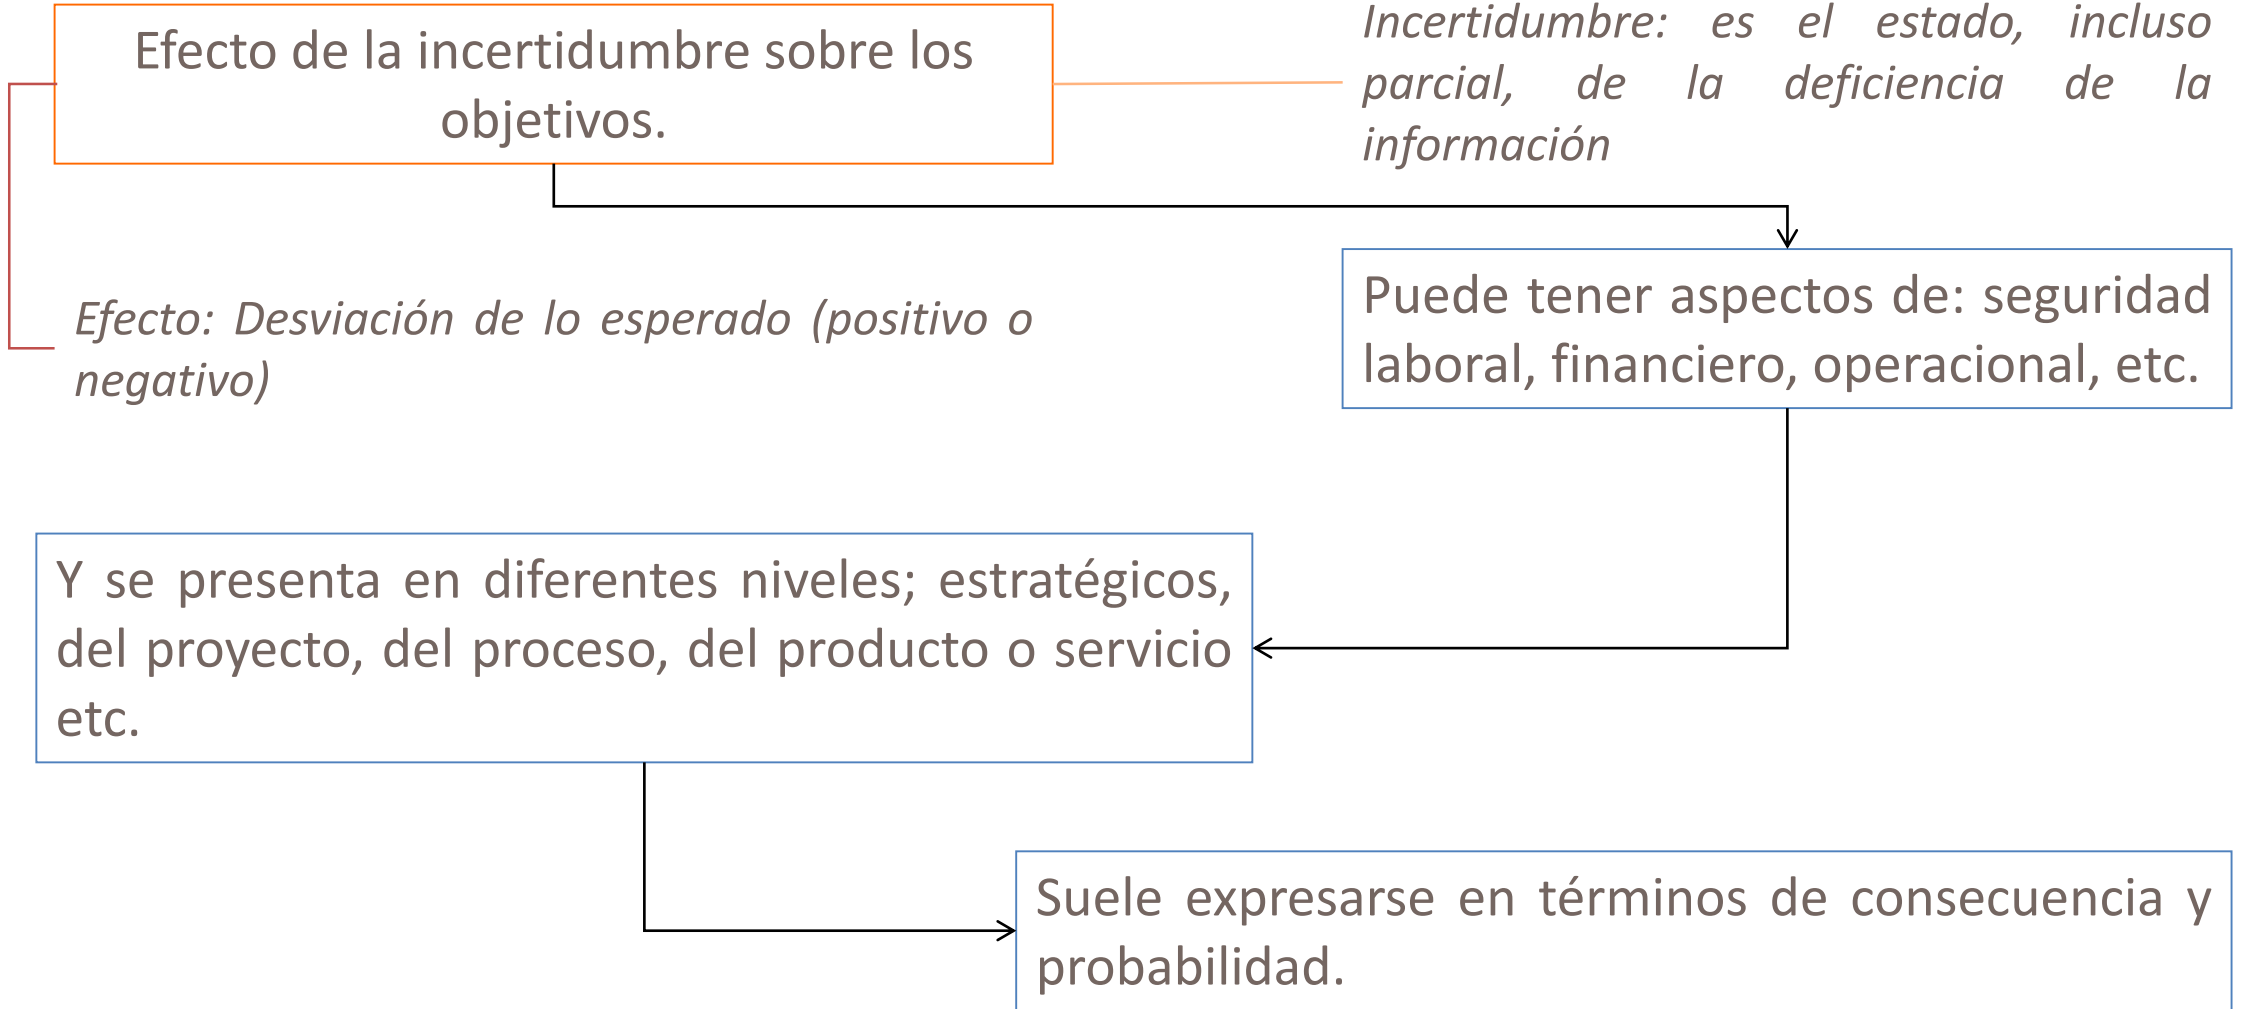 Efecto de la incertidumbre sobre los
objetivos.
Incertidumbre: es el estado, incluso
parcial, de la deficiencia de la
información
Efecto: Desviación de lo esperado (positivo o
negativo)
Puede tener aspectos de: seguridad
laboral, financiero, operacional, etc.
Y se presenta en diferentes niveles; estratégicos,
del proyecto, del proceso, del producto o servicio
etc.
Suele expresarse en términos de consecuencia y
probabilidad.